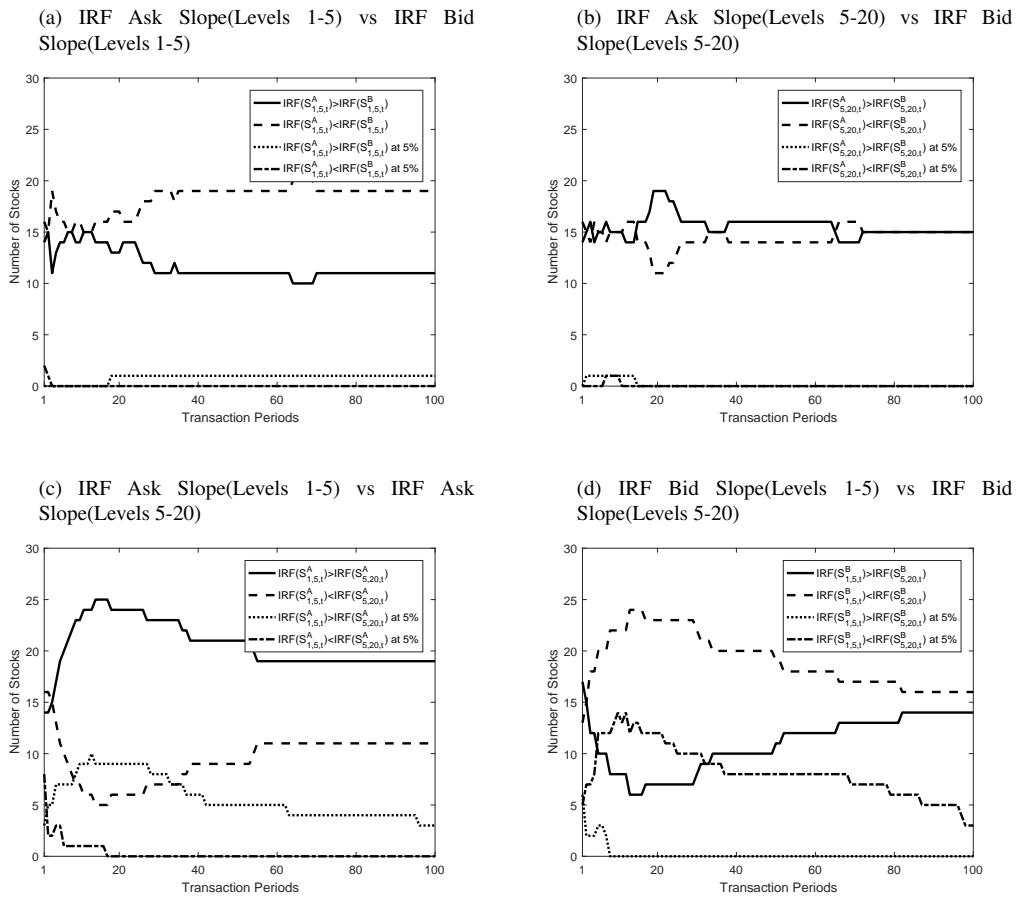 (a) IRF Ask Slope(Levels 1-5) vs IRF Bid
Slope(Levels 1-5)
30
25
20
15
10
5
0
Number of Stocks
IRF(S^A_{1,5,t})>IRF(S^B_{1,5,t})
IRF(S^A_{1,5,t})<IRF(S^B_{1,5,t})
IRF(S^A_{1,5,t})>IRF(S^B_{1,5,t}) at 5%
IRF(S^A_{1,5,t})<IRF(S^B_{1,5,t}) at 5%
1 20 40 60 80 100
Transaction Periods
(b) IRF Ask Slope(Levels 5-20) vs IRF Bid
Slope(Levels 5-20)
30
25
20
15
10
5
0
Number of Stocks
IRF(S^A_{5,20,t})>IRF(S^B_{5,20,t})
IRF(S^A_{5,20,t})<IRF(S^B_{5,20,t})
IRF(S^A_{5,20,t})>IRF(S^B_{5,20,t}) at 5%
IRF(S^A_{5,20,t})<IRF(S^B_{5,20,t}) at 5%
1 20 40 60 80 100
Transaction Periods
(c) IRF Ask Slope(Levels 1-5) vs IRF Ask
Slope(Levels 5-20)
30
25
20
15
10
5
0
Number of Stocks
IRF(S^A_{1,5,t})>IRF(S^A_{5,20,t})
IRF(S^A_{1,5,t})<IRF(S^A_{5,20,t})
IRF(S^A_{1,5,t})>IRF(S^A_{5,20,t}) at 5%
IRF(S^A_{1,5,t})<IRF(S^A_{5,20,t}) at 5%
1 20 40 60 80 100
Transaction Periods
(d) IRF Bid Slope(Levels 1-5) vs IRF Bid
Slope(Levels 5-20)
30
25
20
15
10
5
0
Number of Stocks
IRF(S^B_{1,5,t})>IRF(S^B_{5,20,t})
IRF(S^B_{1,5,t})<IRF(S^B_{5,20,t})
IRF(S^B_{1,5,t})>IRF(S^B_{5,20,t}) at 5%
IRF(S^B_{1,5,t})<IRF(S^B_{5,20,t}) at 5%
1 20 40 60 80 100
Transaction Periods